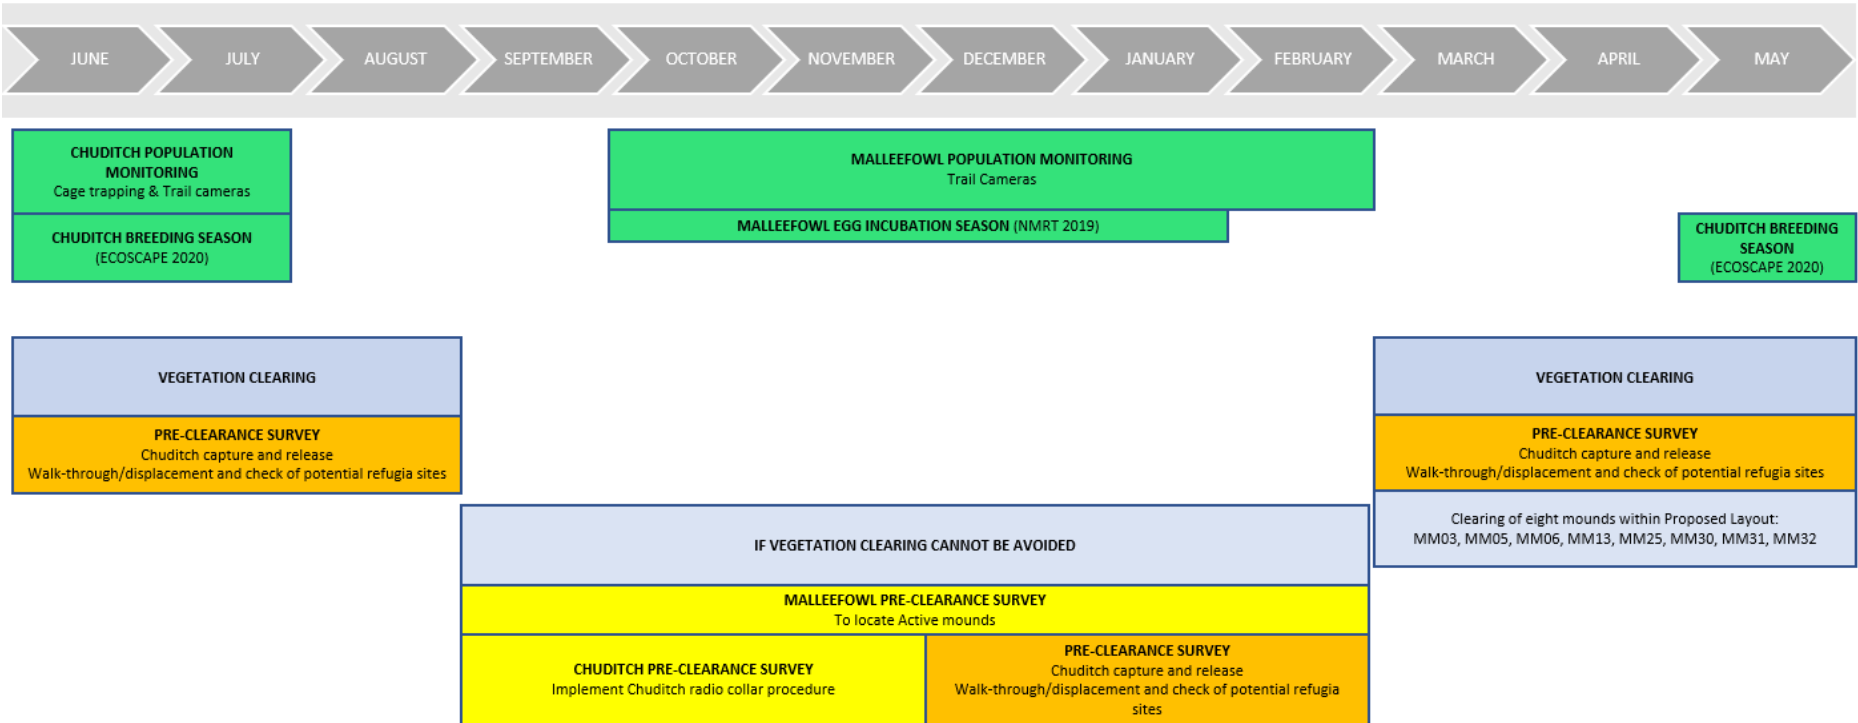 JUNE JULY AUGUST SEPTEMBER OCTOBER NOVEMBER DECEMBER JANUARY FEBRUARY MARCH APRIL MAY
CHUDITCH POPULATION
MONITORING
Cage trapping & Trail cameras
CHUDITCH BREEDING SEASON
(ECOSCAPE 2020)
MALLEEFOWL POPULATION MONITORING
Trail Cameras
MALLEEFOWL EGG INCUBATION SEASON (NMRT 2019)
CHUDITCH BREEDING
SEASON
(ECOSCAPE 2020)
VEGETATION CLEARING
PRE-CLEARANCE SURVEY
Chuditch capture and release
Walk-through/displacement and check of potential refugia sites
VEGETATION CLEARING
PRE-CLEARANCE SURVEY
Chuditch capture and release
Walk-through/displacement and check of potential refugia sites
Clearing of eight mounds within Proposed Layout:
MM03, MM05, MM06, MM13, MM25, MM30, MM31, MM32
IF VEGETATION CLEARING CANNOT BE AVOIDED
MALLEEFOWL PRE-CLEARANCE SURVEY
To locate Active mounds
CHUDITCH PRE-CLEARANCE SURVEY
Implement Chuditch radio collar procedure
PRE-CLEARANCE SURVEY
Chuditch capture and release
Walk-through/displacement and check of potential refugia
sites